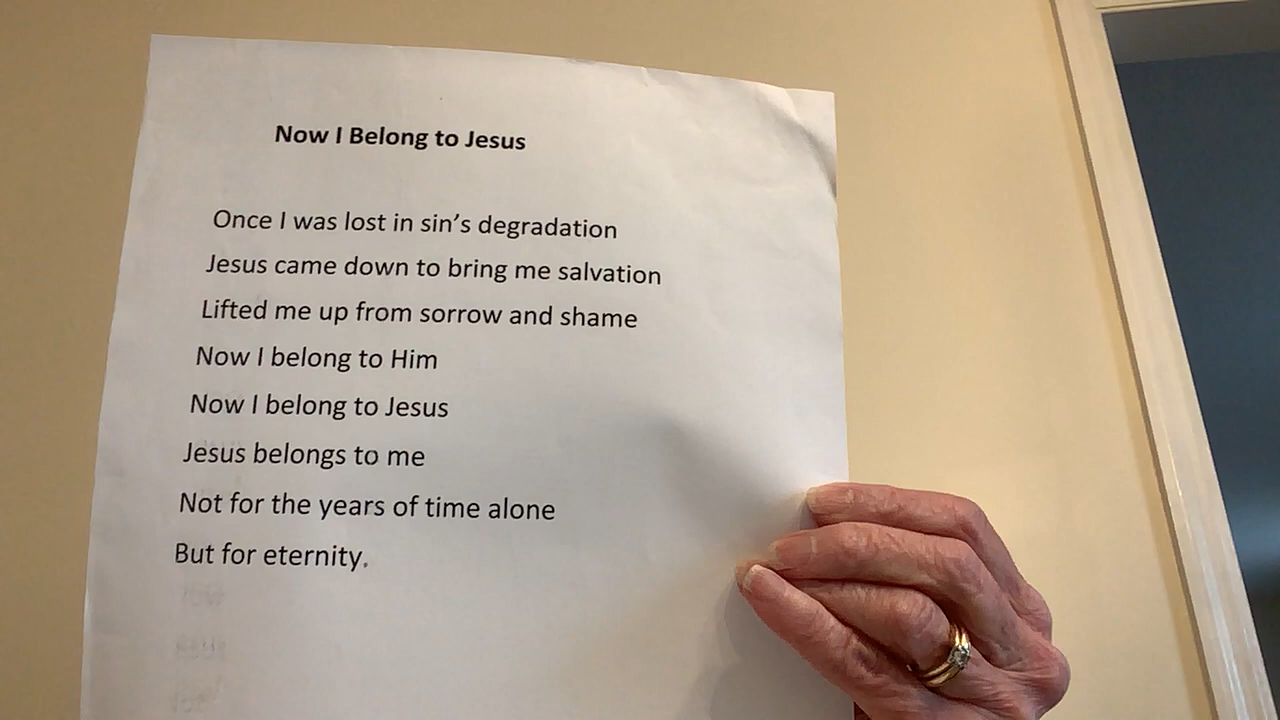 Now I Belong to Jesus
Once I was lost in sin’s degradation
Jesus came down to bring me salvation
Lifted me up from sorrow and shame
Now I belong to Him
Now I belong to Jesus
Jesus belongs to me
Not for the years of time alone
But for eternity.